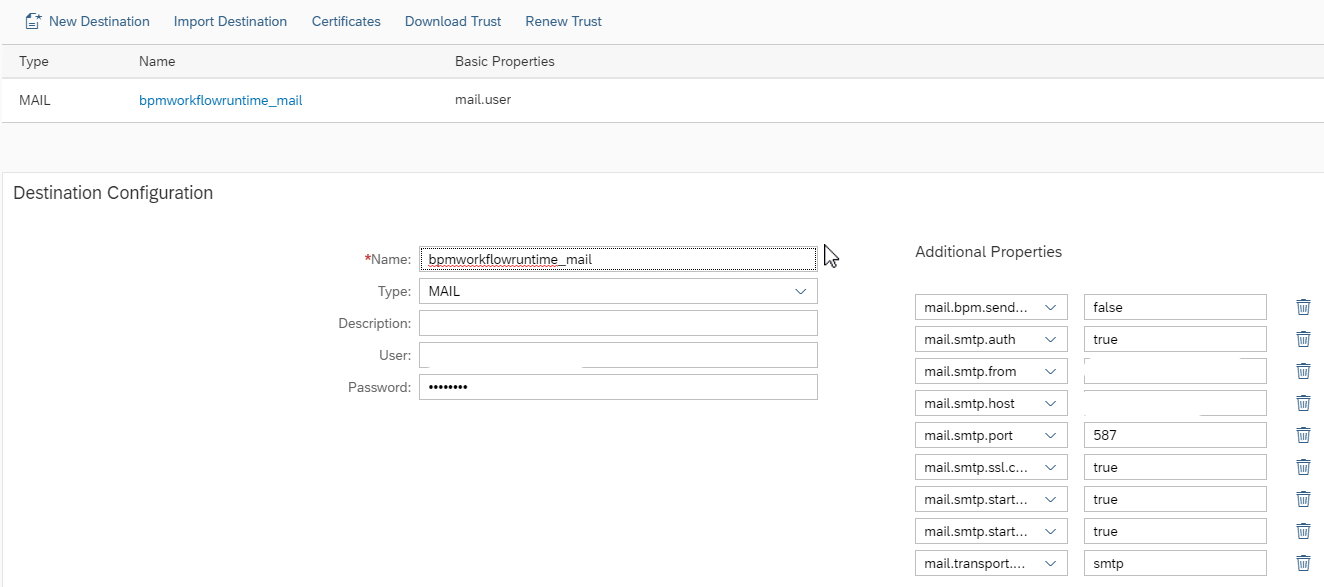 New Destination Import Destination Certificates Download Trust Renew Trust
Type Name Basic Properties
MAIL bpmworkflowruntime_mail mail.user
Destination Configuration
Additional Properties
*Name: bpmworkflowruntime_mail
Type: MAIL
Description:
User:
Password: ••••••••
mail.bpm.send... false
mail.smtp.auth true
mail.smtp.from
mail.smtp.host
mail.smtp.port 587
mail.smtp.ssl.c... true
mail.smtp.start... true
mail.smtp.start... true
mail.transport.... smtp